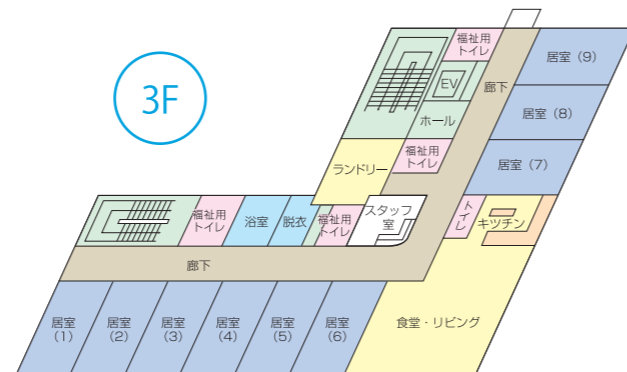 3F
福祉用
トイレ
EV
ホール
福祉用
トイレ
廊下
居室（9）
居室（8）
居室（7）
ランドリー
福祉用
トイレ
浴室
脱衣
福祉用
トイレ
スタッフ
室
トイレ
キツチン
廊下
居室
（1）
居室
（2）
居室
（3）
居室
（4）
居室
（5）
居室
（6）
食堂・リビング